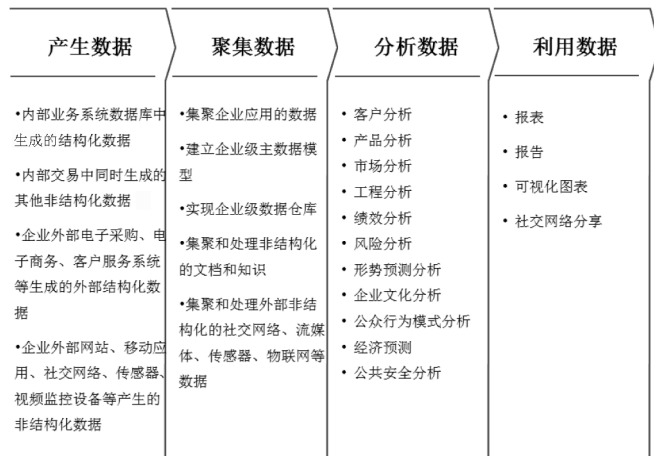 产生数据
•内部业务系统数据库中
生成的结构化数据
•内部交易中同时生成的
其他非结构化数据
•企业外部电子采购、电
子商务、客户服务系统
等生成的外部结构化数
据
•企业外部网站、移动应
用、社交网络、传感器、
视频监控设备等产生的
非结构化数据
聚集数据
•集聚企业应用的数据
•建立企业级主数据模
型
•实现企业级数据仓库
•集聚和处理非结构化
的文档和知识
•集聚和处理外部非结
构化的社交网络、流媒
体、传感器、物联网等
数据
分析数据
• 客户分析
• 产品分析
• 市场分析
• 工程分析
• 绩效分析
• 风险分析
• 形势预测分析
• 企业文化分析
• 公众行为模式分析
• 经济预测
• 公共安全分析
利用数据
• 报表
• 报告
• 可视化图表
• 社交网络分享